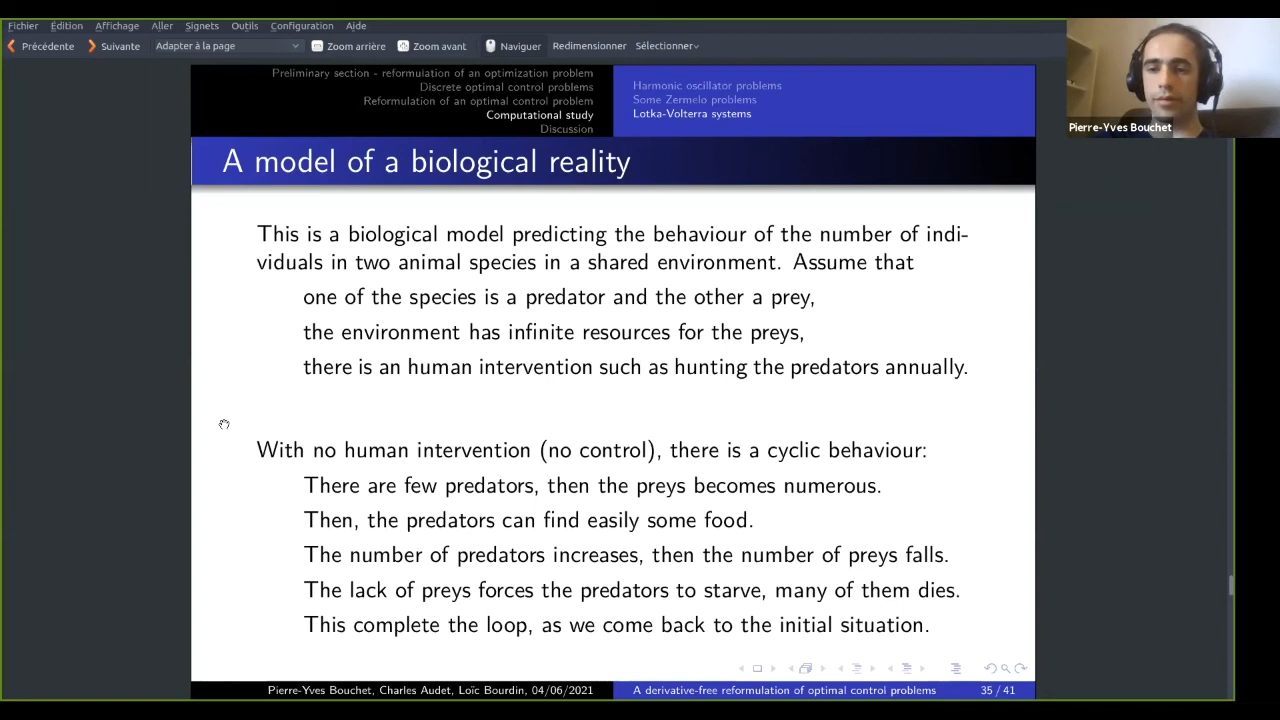 Fichier Édition Affichage Aller Signets Outils Configuration Aide
Précédente Suivante Adapter à la page Zoom arrière Zoom avant Naviguer Redimensionner Sélectionner
Pierre-Yves Bouchet
Preliminary section - reformulation of an optimization problem
Discrete optimal control problems
Reformulation of an optimal control problem
Computational study
Discussion
Harmonic oscillator problems
Some Zermelo problems
Lotka-Volterra systems
A model of a biological reality
This is a biological model predicting the behaviour of the number of indi-
viduals in two animal species in a shared environment. Assume that
one of the species is a predator and the other a prey,
the environment has infinite resources for the preys,
there is an human intervention such as hunting the predators annually.
With no human intervention (no control), there is a cyclic behaviour:
There are few predators, then the preys becomes numerous.
Then, the predators can find easily some food.
The number of predators increases, then the number of preys falls.
The lack of preys forces the predators to starve, many of them dies.
This complete the loop, as we come back to the initial situation.
Pierre-Yves Bouchet, Charles Audet, Loïc Bourdin, 04/06/2021
A derivative-free reformulation of optimal control problems
35 / 41